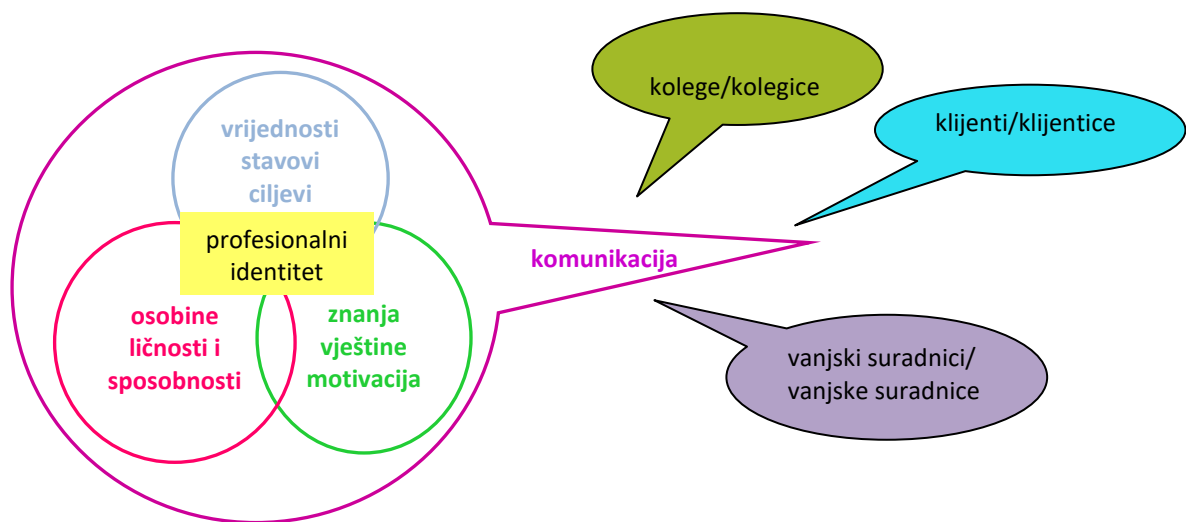 vrijednosti
stavovi
ciljevi
profesionalni
identitet
osobine
ličnosti i
sposobnosti
znanja
vještine
motivacija
komunikacija
kolege/kolegice
klijenti/klijentice
vanjski suradnici/
vanjske suradnice